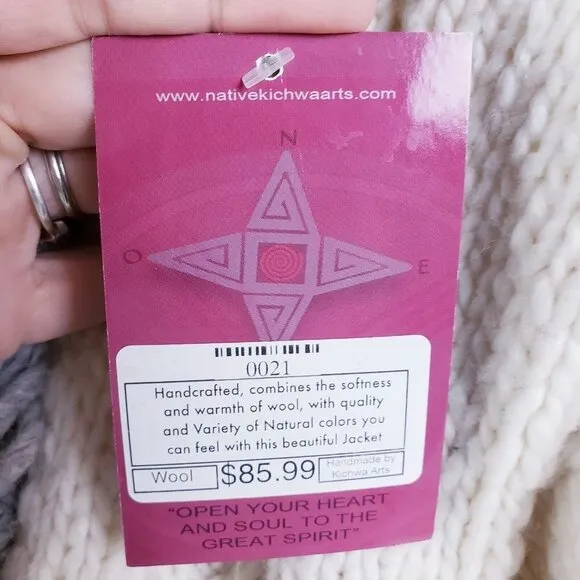 www.nativekichwaarts.com
N
O
E
0021
Handcrafted, combines the softness
and warmth of wool, with quality
and Variety of Natural colors you
can feel with this beautiful Jacket
Wool
$85.99
Handmade by
Kichwa Arts
"OPEN YOUR HEART
AND SOUL TO THE
GREAT SPIRIT"